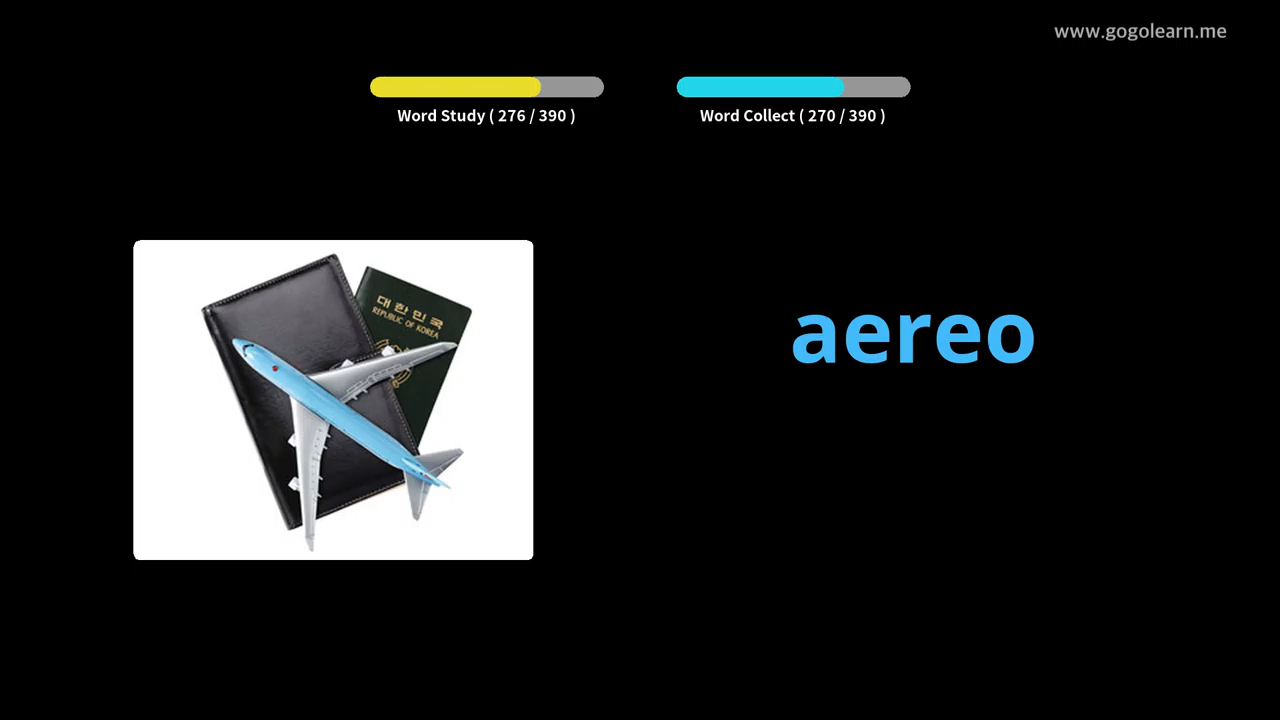 www.gogolearn.me
Word Study ( 276 / 390 )
Word Collect ( 270 / 390 )
대한민국
REPUBLIC OF KOREA
aereo